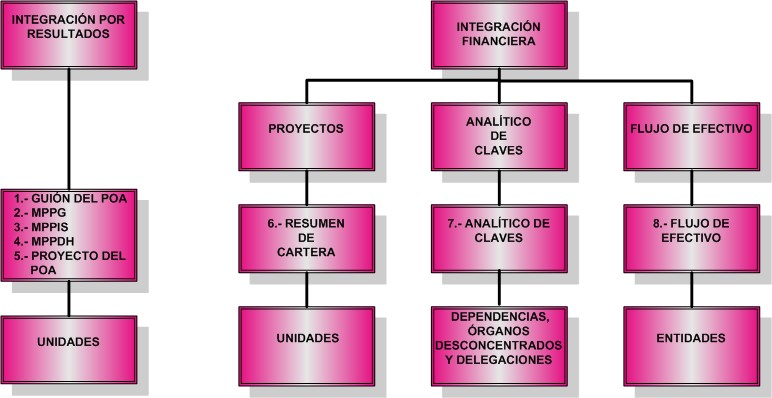 INTEGRACIÓN POR
RESULTADOS
1.- GUIÓN DEL POA
2.- MPPG
3.- MPPIS
4.- MPPDH
5.- PROYECTO DEL
POA
UNIDADES
INTEGRACIÓN
FINANCIERA
PROYECTOS
ANALÍTICO
DE
CLAVES
FLUJO DE EFECTIVO
6.- RESUMEN
DE
CARTERA
7.- ANALÍTICO DE
CLAVES
8.- FLUJO DE
EFECTIVO
UNIDADES
DEPENDENCIAS,
ÓRGANOS
DESCONCENTRADOS
Y DELEGACIONES
ENTIDADES